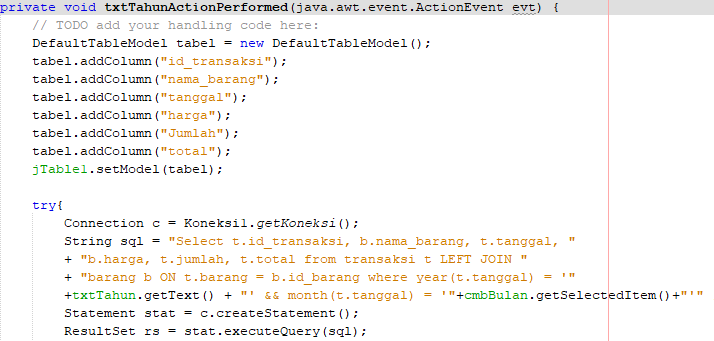 private void txtTahunActionPerformed(java.awt.event.ActionEvent evt) {
// TODO add your handling code here:
DefaultTableModel tabel = new DefaultTableModel();
tabel.addColumn("id_transaksi");
tabel.addColumn("nama_barang");
tabel.addColumn("tanggal");
tabel.addColumn("harga");
tabel.addColumn("Jumlah");
tabel.addColumn("total");
jTable1.setModel(tabel);
try{
Connection c = Koneksi1.getKoneksi();
String sql = "Select t.id_transaksi, b.nama_barang, t.tanggal, "
+ "b.harga, t.jumlah, t.total from transaksi t LEFT JOIN "
+ "barang b ON t.barang = b.id_barang where year(t.tanggal) = '"
+txtTahun.getText() + "' && month(t.tanggal) = '"+cmbBulan.getSelectedItem()+"'"
Statement stat = c.createStatement();
ResultSet rs = stat.executeQuery(sql);